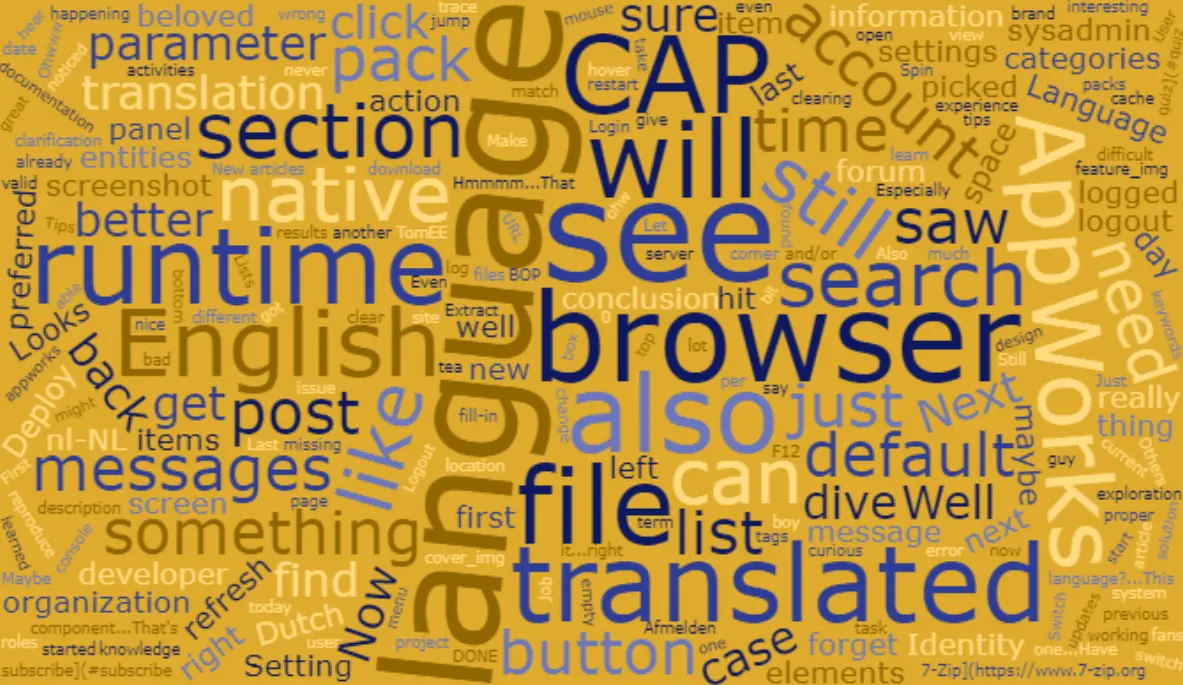 happening
beloved
wrong
click
trace
jump
mouse
sure
even
item
information
brand
interesting
hear
date
Ohwww
noticed
parameter
pack
CAP
take
account
open
view
sysadmin
User
quiz](#quiz
documentation
activities
never
hover
restart
last
settings
categories
great
translation
action
match
clearing
Spin
picked
packs
Language
cache
clarification
panel
section
Login
give
time
experience
tips
space
already
entities
Make
will
learn
difficult
valid
New articles
download
Hmmmm...That
still
forum
feature_img
screenshot
native
language
ohw
Especially
logged
preferred
Tips
better
URL
see
Let
found
saw
AppWorks
logout
results
another
TomEE
runtime
Lists
log
files
BOP
server
corner
and/or
Also
much
need
day
able
bottom
Even
search
Looks
nice
different
got
clear
site
Extract
conclusion
0
hit
bit
keywords
English
well
browser
design
bad
box
top
lot
Still
appworks
back
tea
new
Deploy
might
get
issue
post
like
fill-in
change
also
per
say
just
Next
Just
really
nl-NL
items
Last
missing
F12
maybe
thing
First
messages
Logout
location
left
can
default
guy
current
Others
reproduce
description
screen
page
file
term
dive
Well
exploration
learned
console
something
first
list
tags
boy
message
next
proper
article
solution
cover_img
it...right
curious
error
now
start
Maybe
developer
refresh
find
Now
menu
Job
empty
translated
language?...This
organization
today
Dutch
Switch
updates
system
previous
component...That's
right
user
project
button
Afmelden
one
case
task
forget
Identity
working
fans
roles
started
knowledge
one...Have
switch
subscribe](#subscribe
Setting
DONE
elements
7-Zip](https://www.7-zip.org